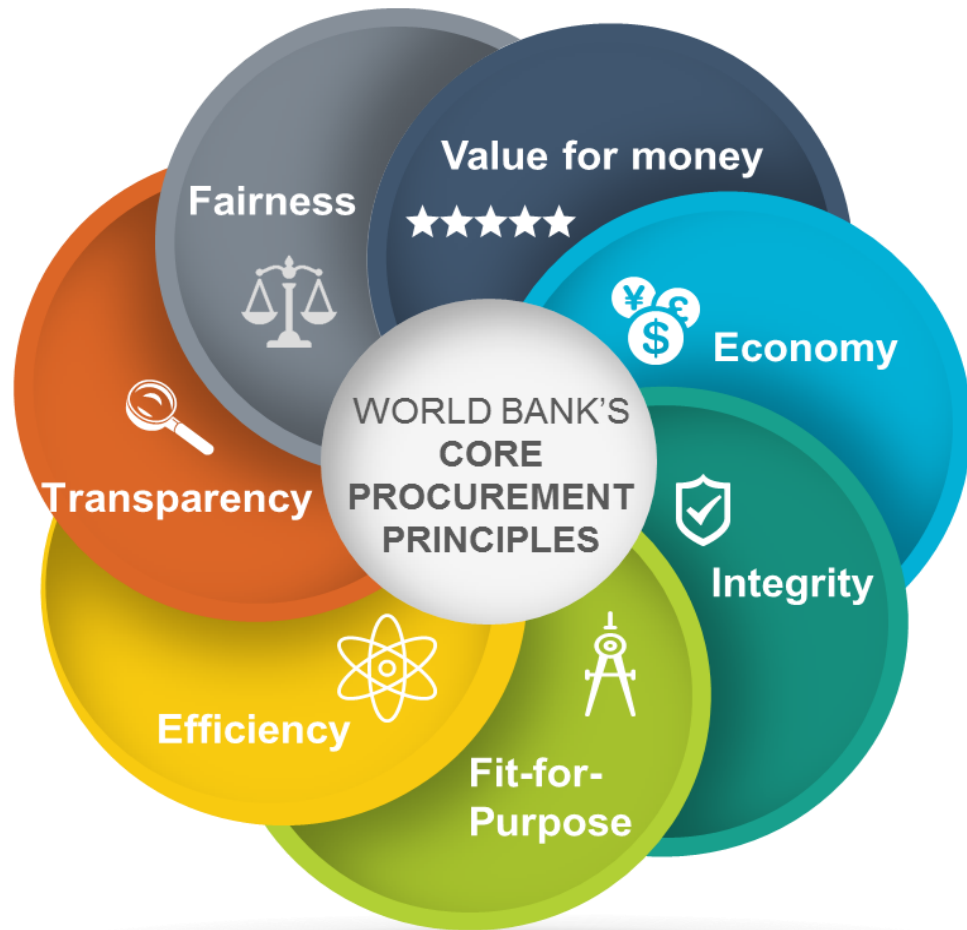 WORLD BANK'S
CORE
PROCUREMENT
PRINCIPLES
Value for money
Economy
¥
£
$
Integrity
Fit-for-
Purpose
Efficiency
Transparency
Fairness